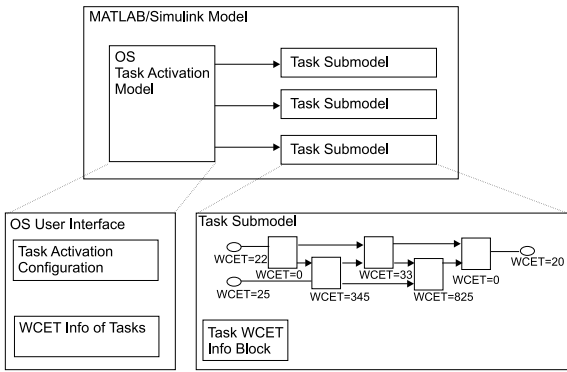 MATLAB/Simulink Model
OS
Task Activation
Model
Task Submodel
Task Submodel
Task Submodel
OS User Interface
Task Activation
Configuration
WCET Info of Tasks
Task Submodel
WCET=22
WCET=0
WCET=33
WCET=0
WCET=20
WCET=25
WCET=345
WCET=825
Task WCET
Info Block